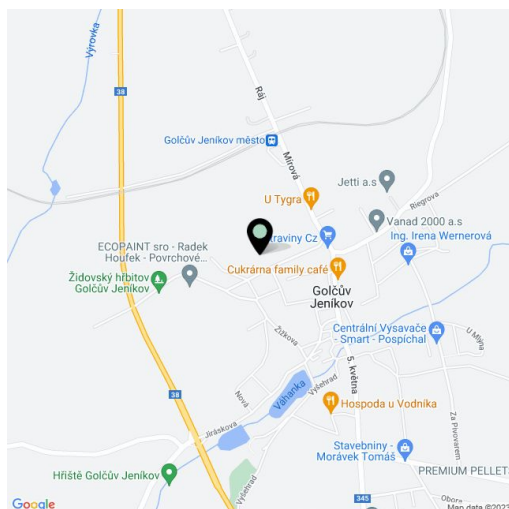 Výrovka
38
Ráj
Golčův Jeníkov město
Mírová
Jetti a.s
Riegrova
U Tygra
Vanad 2000 a.s
traviny Cz
Ing. Irena Wernerová
ECOPAINT sro - Radek
Houfek - Povrchové...
Cukrárna family café
Židovský hřbitov
Golčův Jeníkov
Golčův
Jeníkov
Žižkova
Centrální Vysavače
- Smart - Pospíchal
U Mlýna
5. května
Váhanka
Vyšehrad
38
Nová
Hospoda u Vodníka
Jiráskova
Za Pivovarem
Stavebniny -
Morávek Tomáš
Hřiště Golčův Jeníkov
PREMIUM PELLET
Vyšehrad
345
Obora
Google
Map data ©2023